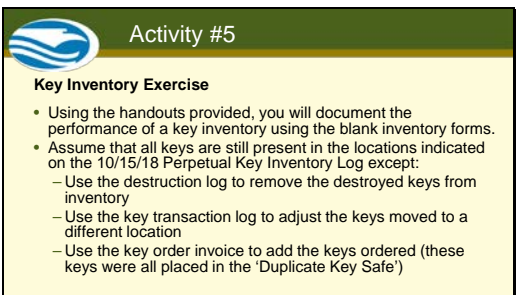 Activity #5
Key Inventory Exercise
• Using the handouts provided, you will document the
performance of a key inventory using the blank inventory forms.
• Assume that all keys are still present in the locations indicated
on the 10/15/18 Perpetual Key Inventory Log except:
– Use the destruction log to remove the destroyed keys from
inventory
– Use the key transaction log to adjust the keys moved to a
different location
– Use the key order invoice to add the keys ordered (these
keys were all placed in the ‘Duplicate Key Safe’)